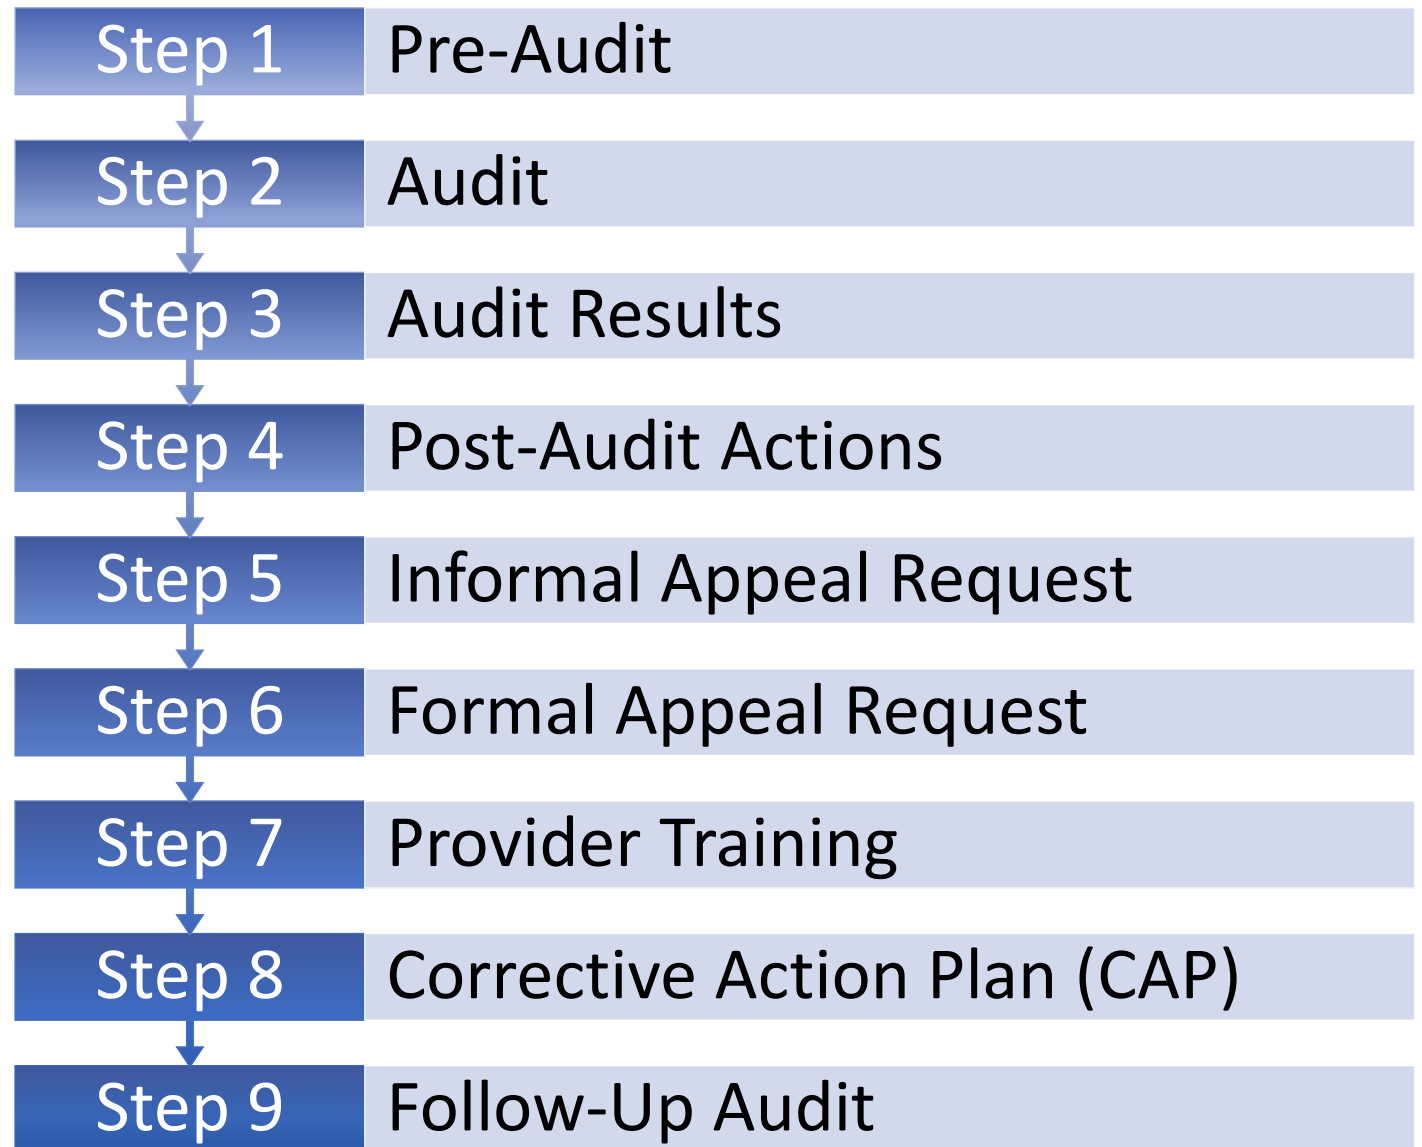 Step 1 Pre-Audit
Step 2 Audit
Step 3 Audit Results
Step 4 Post-Audit Actions
Step 5 Informal Appeal Request
Step 6 Formal Appeal Request
Step 7 Provider Training
Step 8 Corrective Action Plan (CAP)
Step 9 Follow-Up Audit